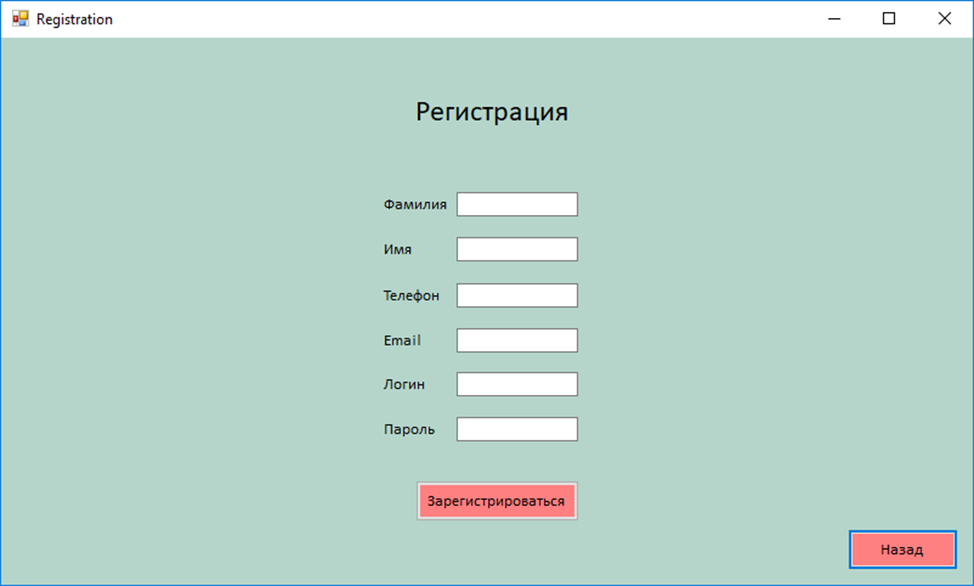 Registration
Регистрация
Фамилия
Имя
Телефон
Email
Логин
Пароль
Зарегистрироваться
Назад